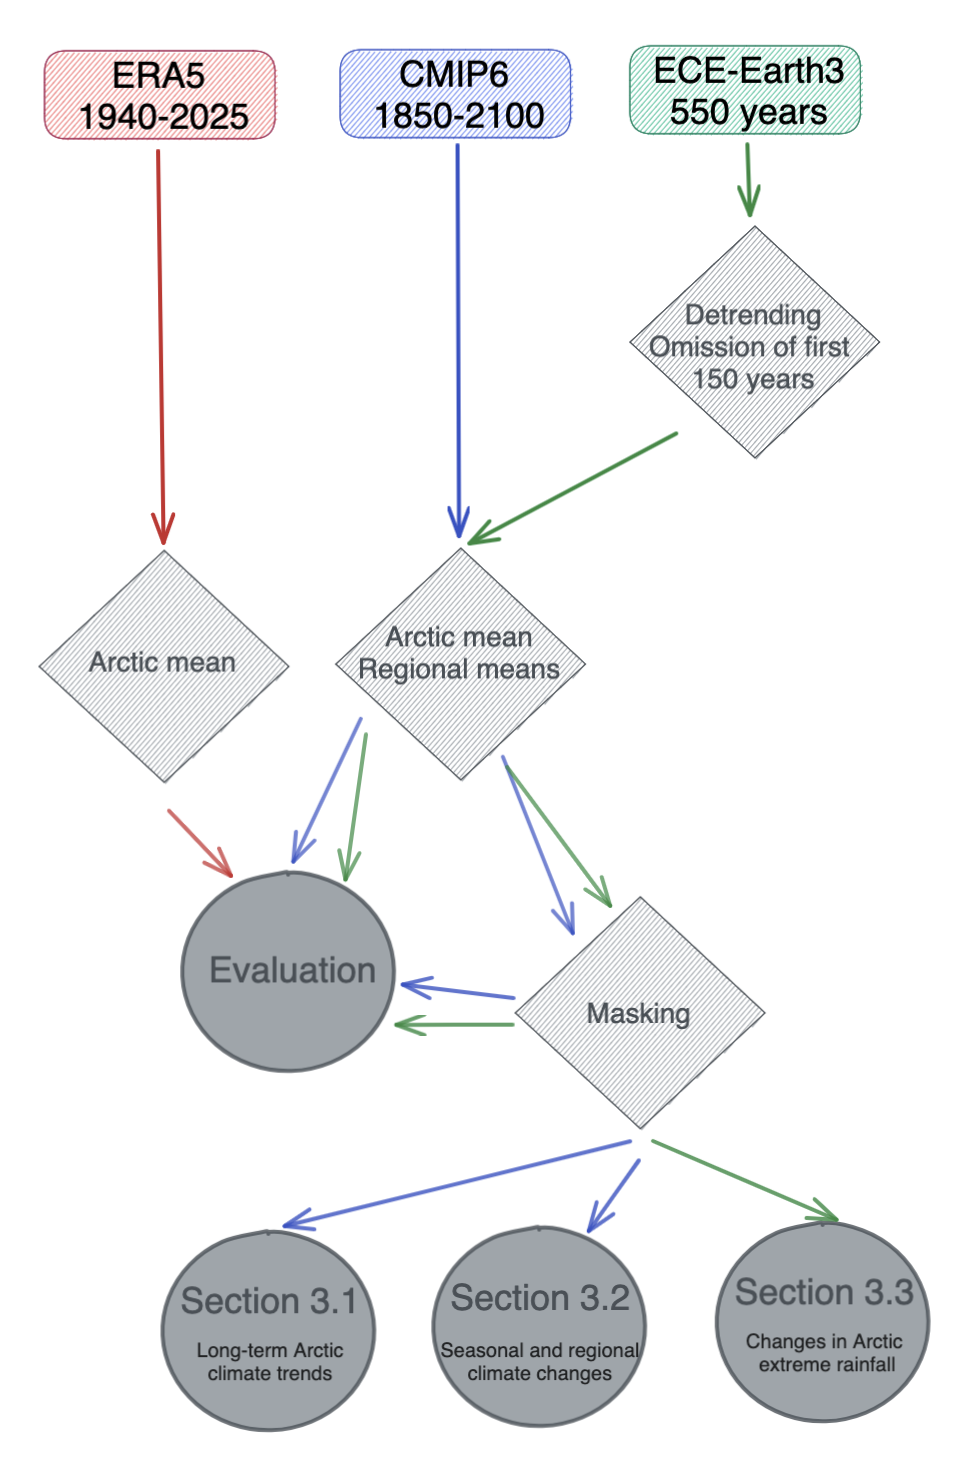 ERA5
1940-2025
CMIP6
1850-2100
ECE-Earth3
550 years
Detrending
Omission of first
150 years
Arctic mean
Arctic mean
Regional means
Evaluation
Masking
Section 3.1
Long-term Arctic
climate trends
Section 3.2
Seasonal and regional
climate changes
Section 3.3
Changes in Arctic
extreme rainfall